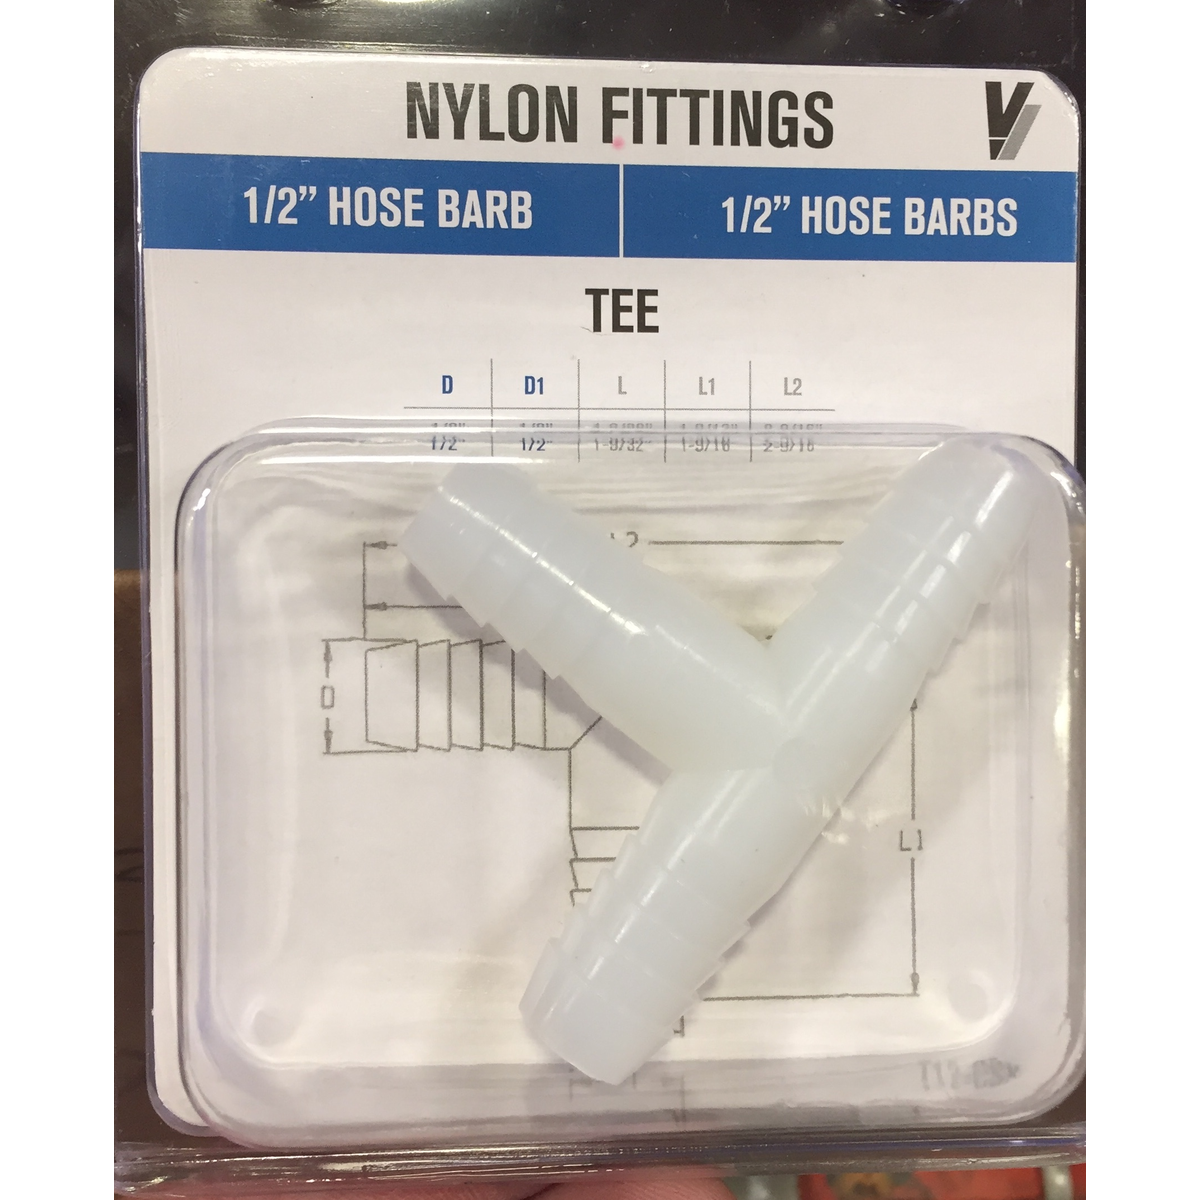 NYLON FITTINGS
1/2” HOSE BARB
1/2” HOSE BARBS
TEE
D D1 L L1 L2
1/2" 1/2" 1-9/32" 1-9/16 2-9/16
D
L1